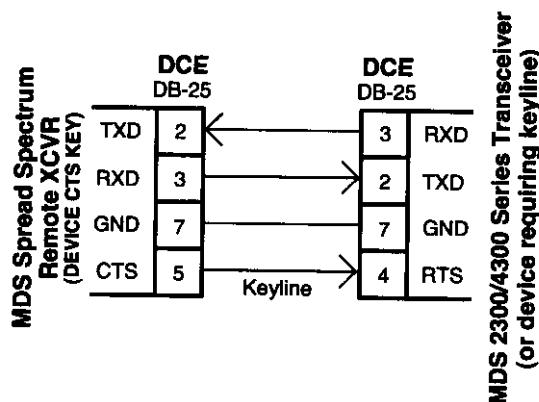 MDS Spread Spectrum
Remote XCVR
(DEVICE CTS KEY)
DCE
DB-25
DCE
DB-25
TXD 2 3 RXD
RXD 3 2 TXD
GND 7 7 GND
CTS 5 Keyline 4 RTS
MDS 2300/4300 Series Transceiver
(or device requiring keyline)